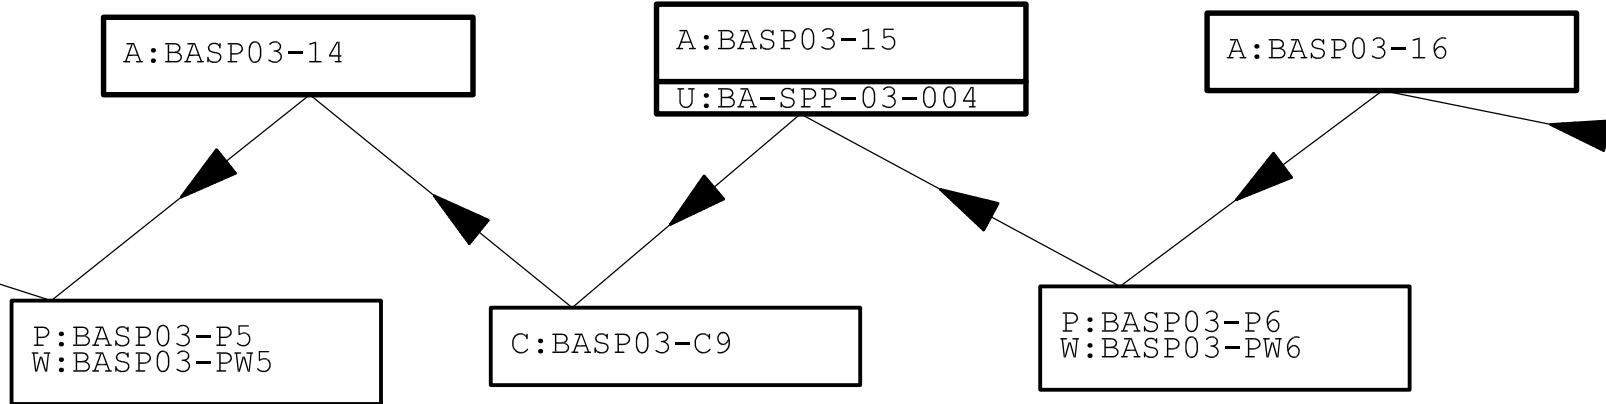 A:BASP03-14
A:BASP03-15
U:BA-SPP-03-004
A:BASP03-16
P:BASP03-P5
W:BASP03-PW5
C:BASP03-C9
P:BASP03-P6
W:BASP03-PW6